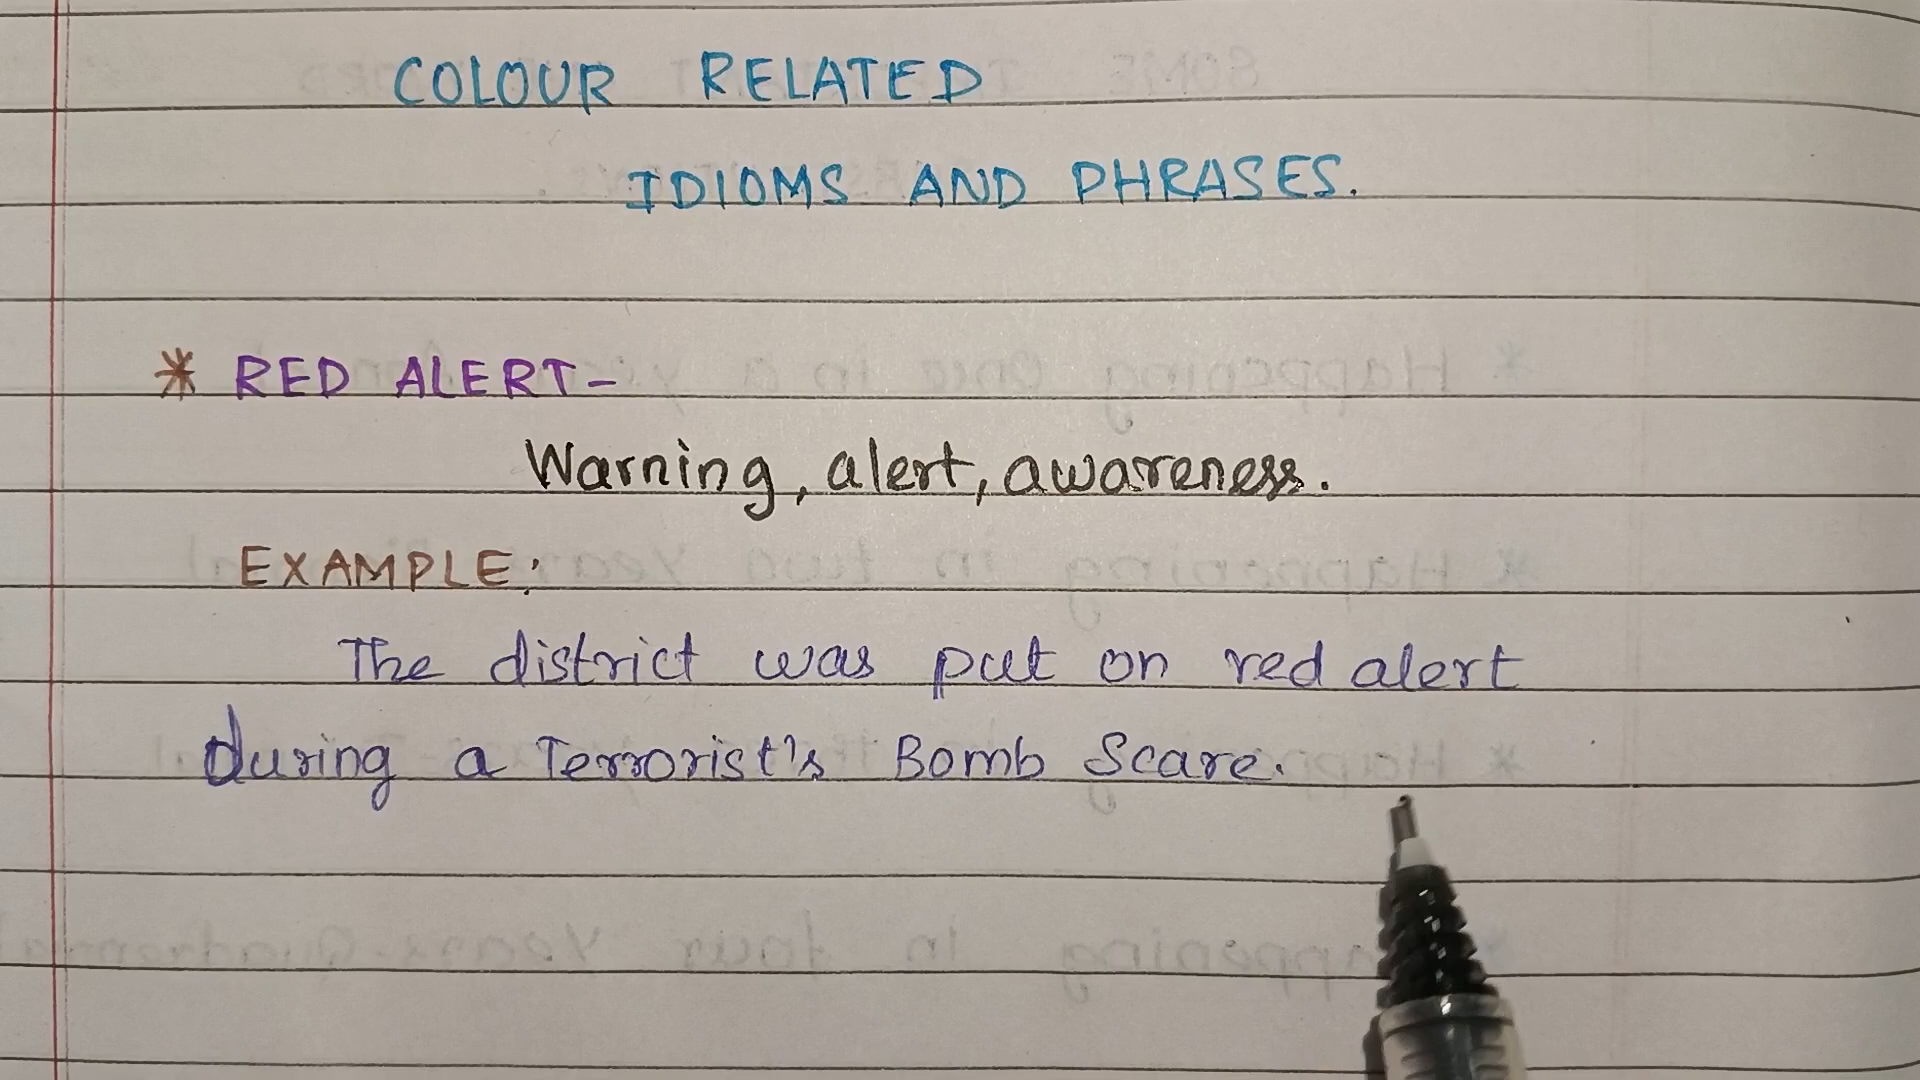 COLOUR RELATED
IDIOMS AND PHRASES.
* RED ALERT-
Warning, alert, awareness.
EXAMPLE:
The district was put on red alert
during a Terrorist's Bomb Scare.